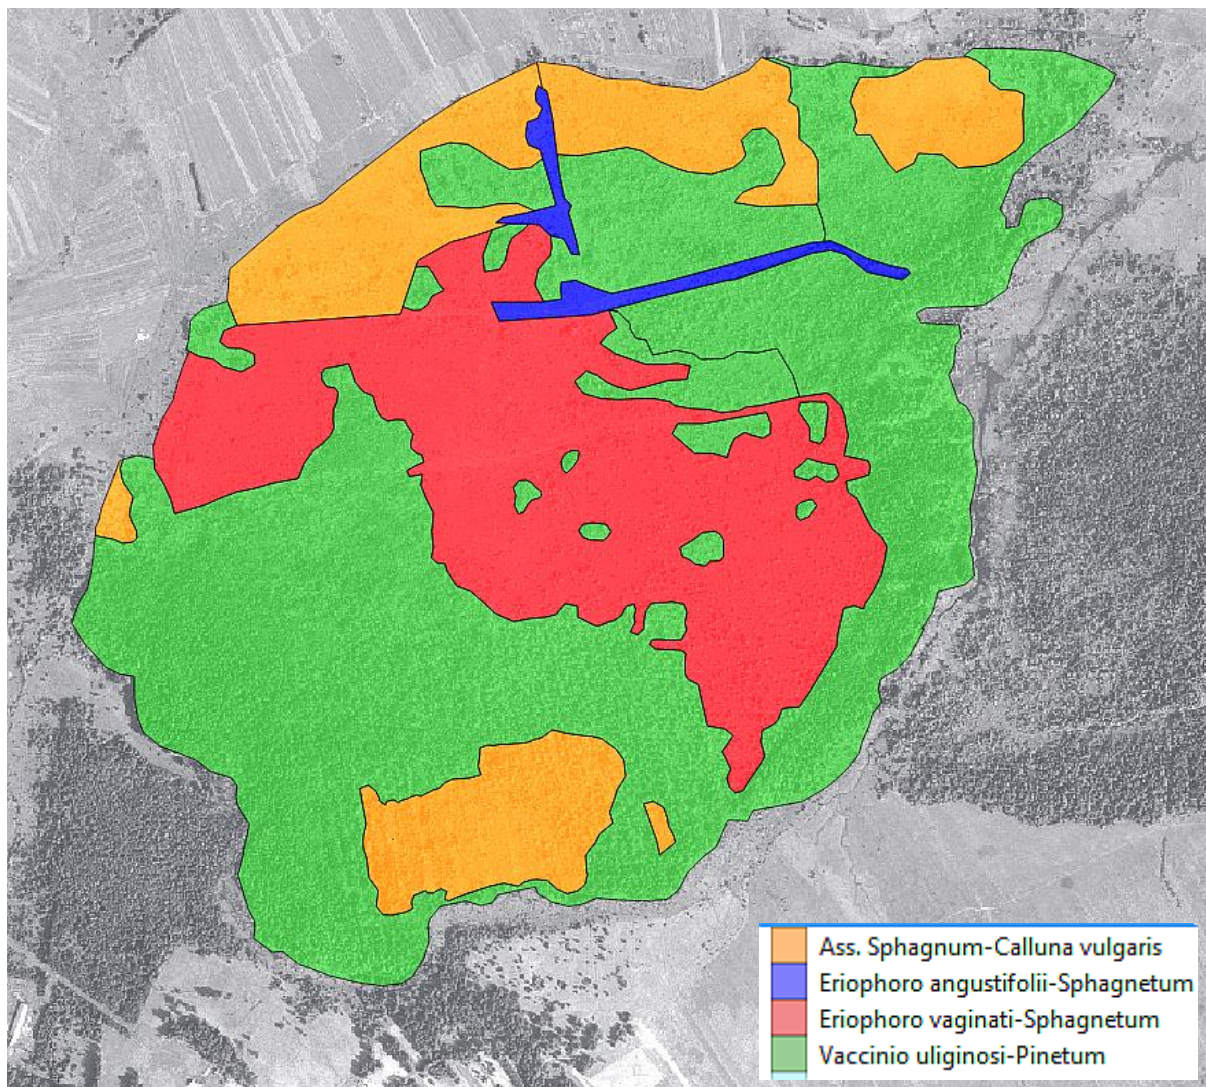 Ass. Sphagnum-Calluna vulgaris
Eriophoro angustifolii-Sphagnetum
Eriophoro vaginati-Sphagnetum
Vaccinio uliginosi-Pinetum